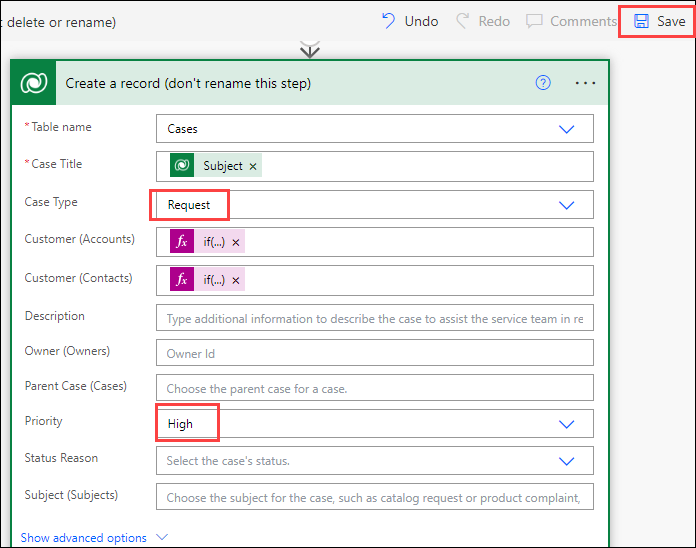 : delete or rename)
Undo
Redo
Comments
Save
Create a record (don't rename this step)
?
...
* Table name
Cases
* Case Title
Subject ×
Case Type
Request
Customer (Accounts)
fx if(...) ×
Customer (Contacts)
fx if(...) ×
Description
Type additional information to describe the case to assist the service team in re
Owner (Owners)
Owner Id
Parent Case (Cases)
Choose the parent case for a case.
Priority
High
Status Reason
Select the case's status.
Subject (Subjects)
Choose the subject for the case, such as catalog request or product complaint,
Show advanced options